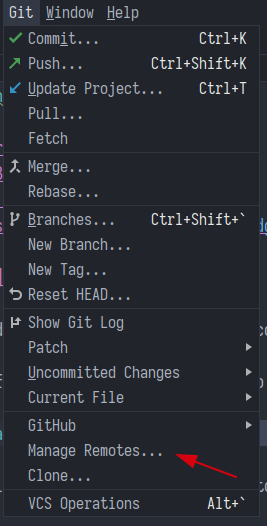 Git Window Help
Commit... Ctrl+K
Push... Ctrl+Shift+K
Update Project... Ctrl+T
Pull...
Fetch
Merge...
Rebase...
Branches... Ctrl+Shift+`
New Branch...
New Tag...
Reset HEAD...
Show Git Log
Patch
Uncommitted Changes
Current File
GitHub
Manage Remotes...
Clone...
VCS Operations Alt+`